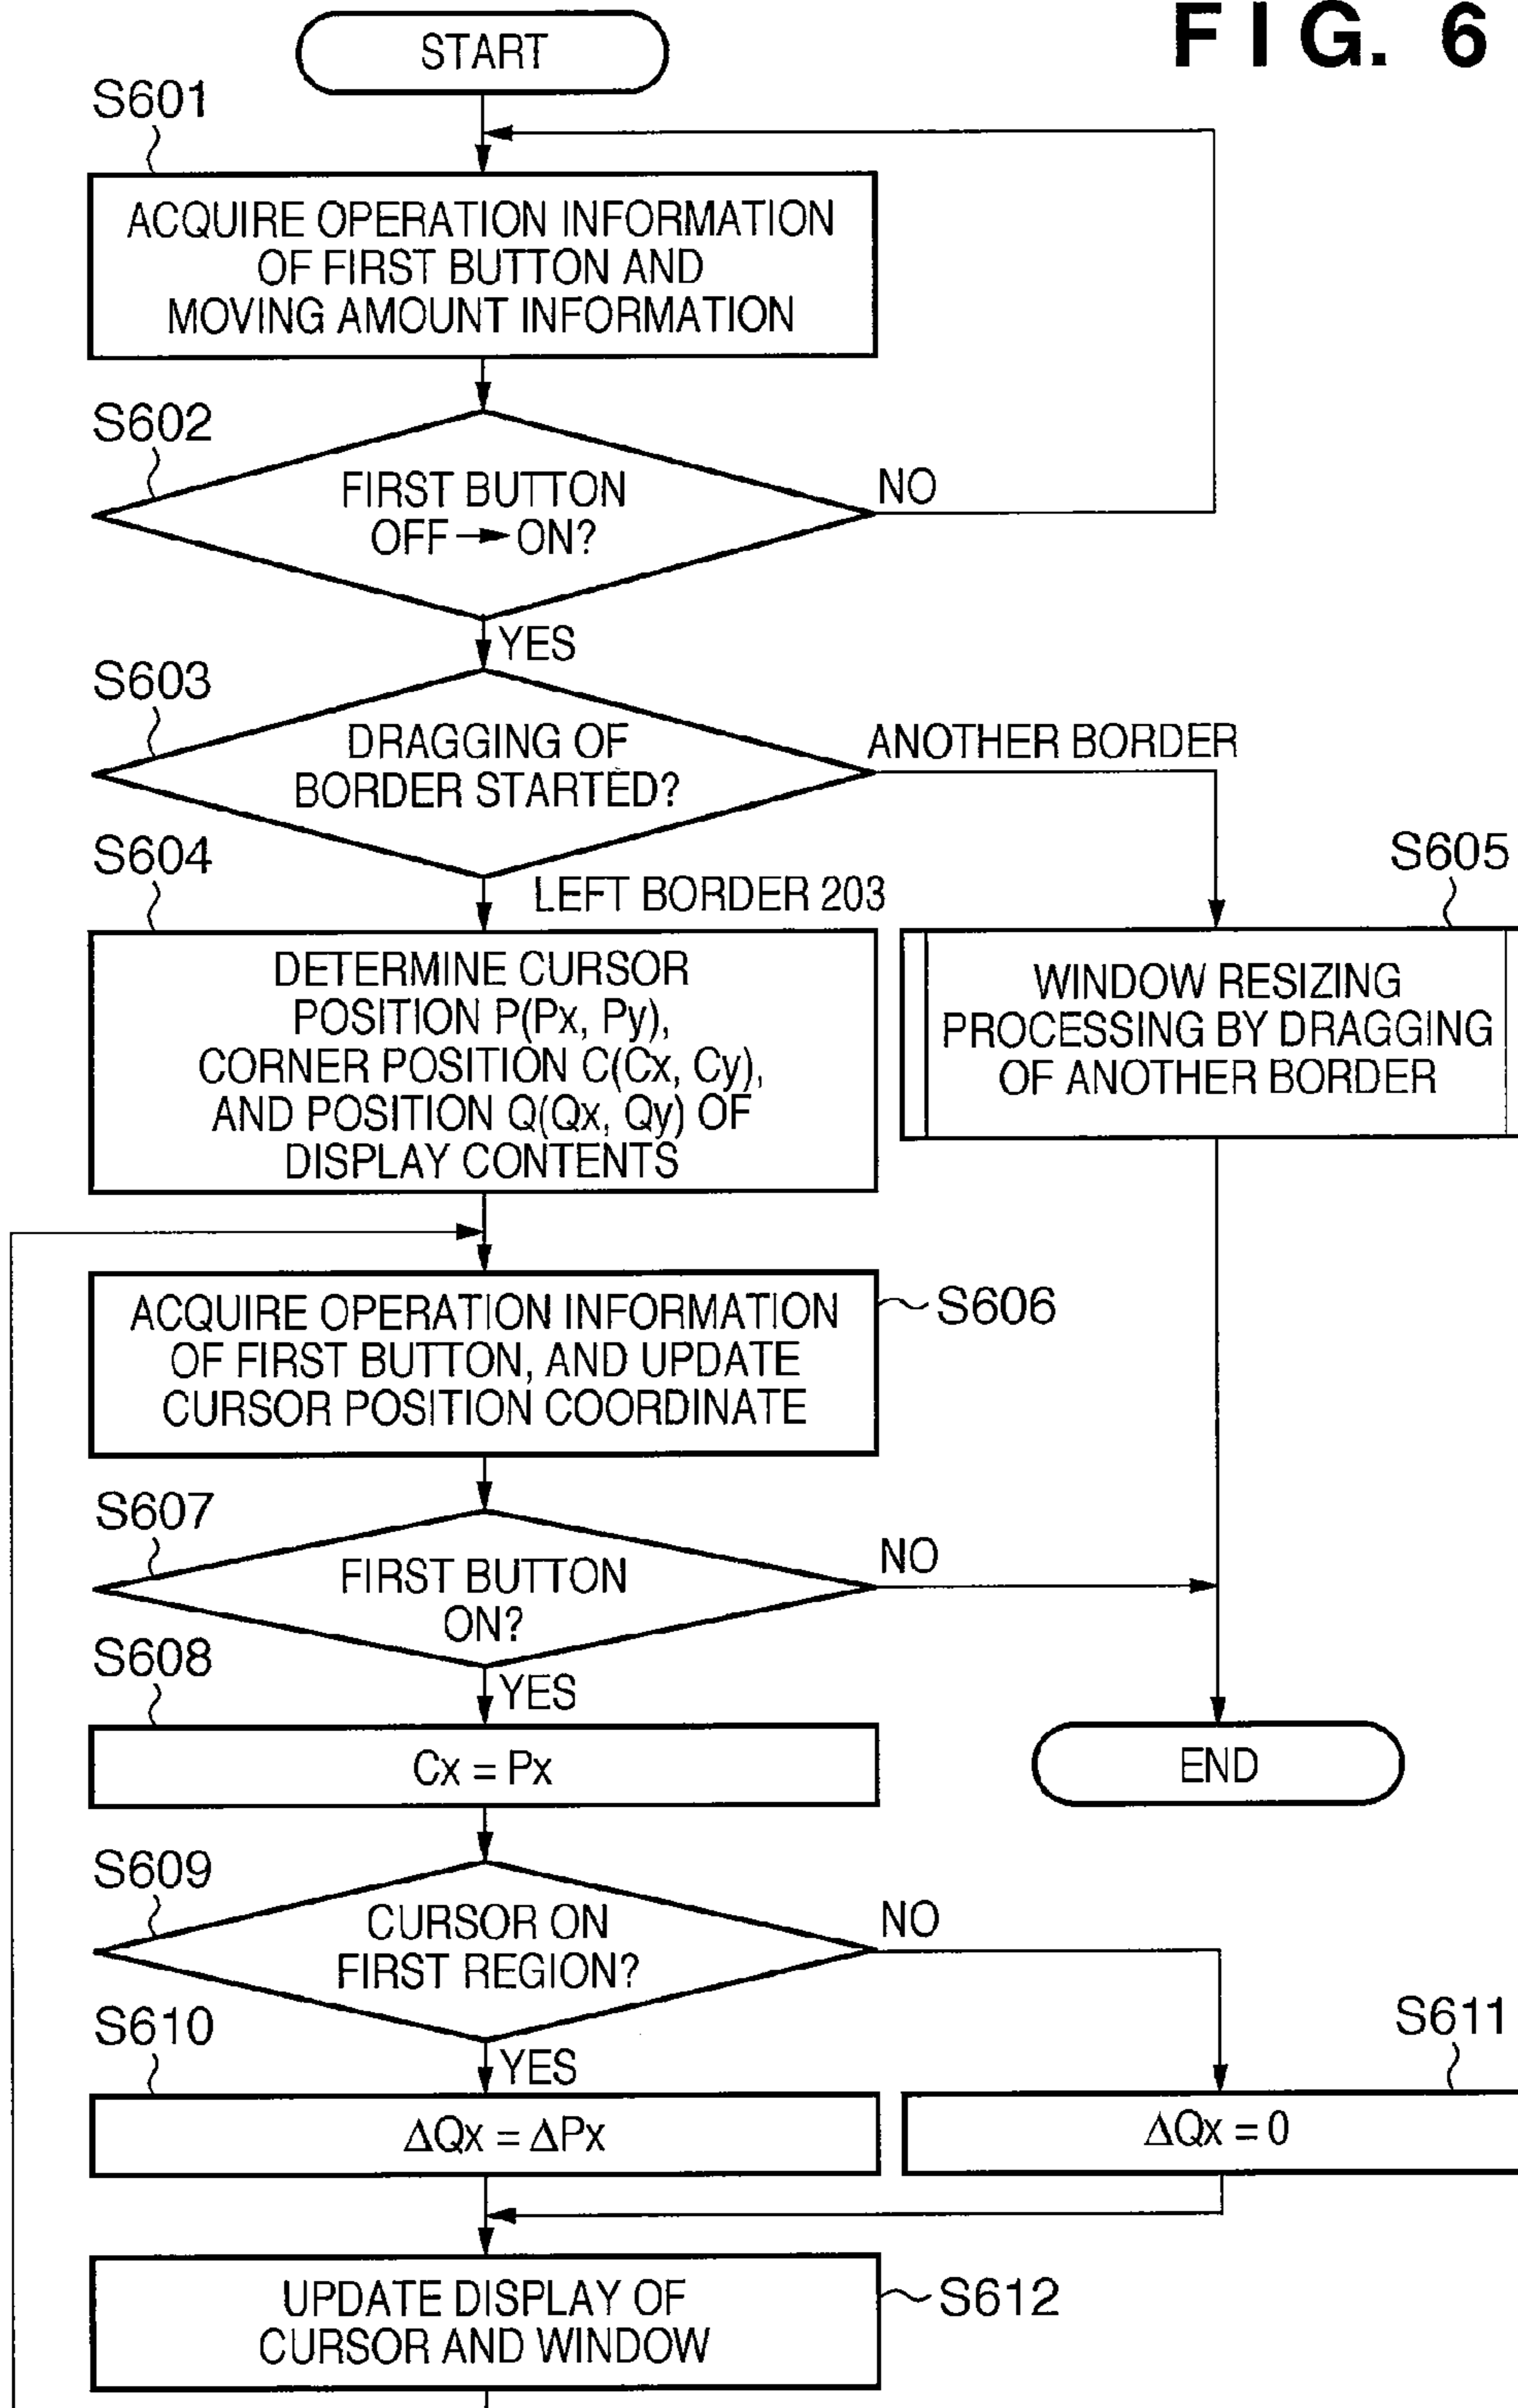 FIG. 6
START
S601
ACQUIRE OPERATION INFORMATION
OF FIRST BUTTON AND
MOVING AMOUNT INFORMATION
S602
FIRST BUTTON
OFF → ON?
NO
YES
S603
DRAGGING OF
BORDER STARTED?
ANOTHER BORDER
LEFT BORDER 203
S604
DETERMINE CURSOR
POSITION P(Px, Py),
CORNER POSITION C(Cx, Cy),
AND POSITION Q(Qx, Qy) OF
DISPLAY CONTENTS
S605
WINDOW RESIZING
PROCESSING BY DRAGGING
OF ANOTHER BORDER
ACQUIRE OPERATION INFORMATION
OF FIRST BUTTON, AND UPDATE
CURSOR POSITION COORDINATE
S606
S607
FIRST BUTTON
ON?
NO
YES
S608
Cx = Px
END
S609
CURSOR ON
FIRST REGION?
NO
YES
S610
ΔQx = ΔPx
S611
ΔQx = 0
UPDATE DISPLAY OF
CURSOR AND WINDOW
S612